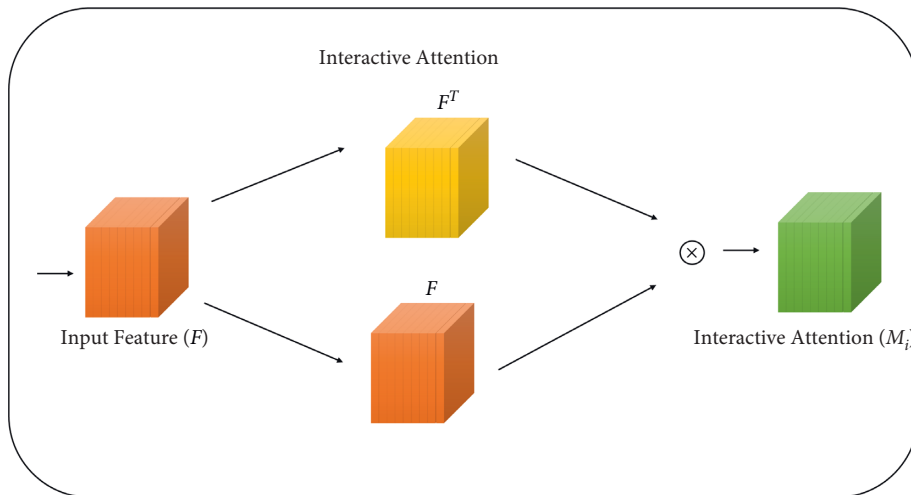 Interactive Attention
F^T
F
Input Feature (F)
Interactive Attention (M_i)